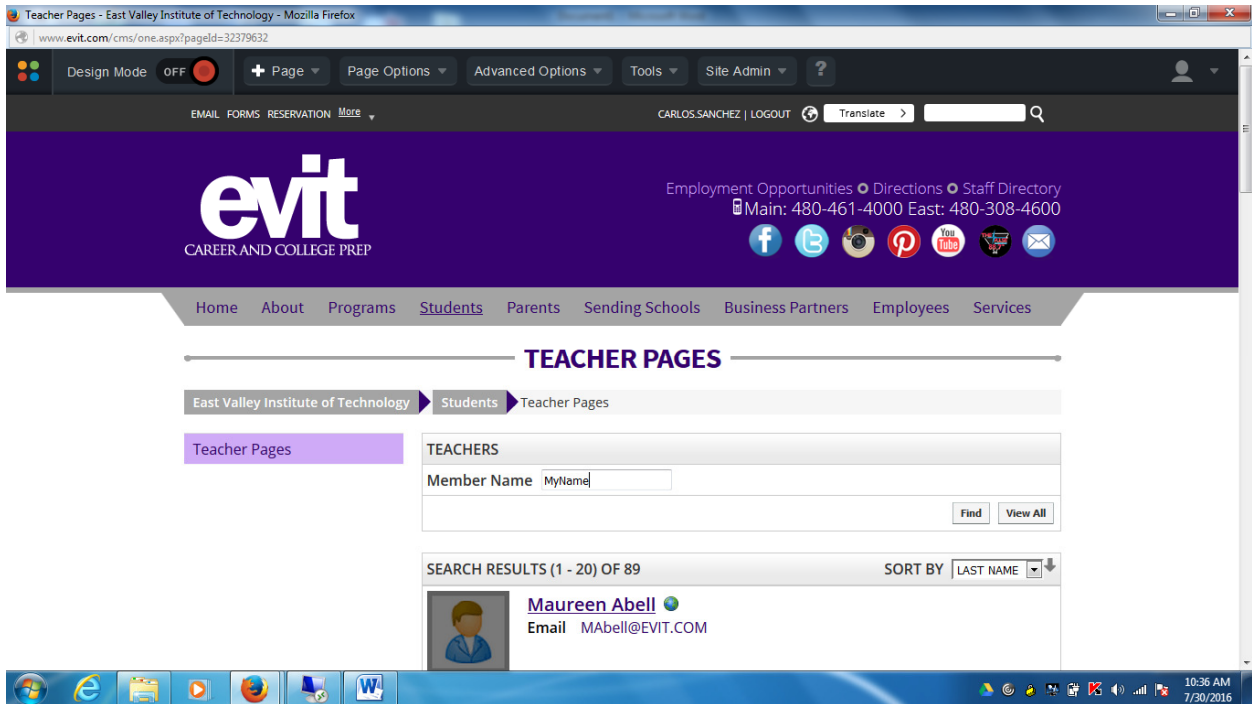 Teacher Pages - East Valley Institute of Technology - Mozilla Firefox
www.evit.com/cms/one.aspx?pageId=32379632
Design Mode OFF + Page Page Options Advanced Options Tools Site Admin ?
EMAIL FORMS RESERVATION More CARLOS.SANCHEZ | LOGOUT Translate >
evit
CAREER AND COLLEGE PREP
Employment Opportunities Directions Staff Directory
Main: 480-461-4000 East: 480-308-4600
You Tube
Home About Programs Students Parents Sending Schools Business Partners Employees Services
TEACHER PAGES
East Valley Institute of Technology Students Teacher Pages
Teacher Pages
TEACHERS
Member Name MyName
Find View All
SEARCH RESULTS (1 - 20) OF 89 SORT BY LAST NAME
Maureen Abell
Email MAbell@EVIT.COM
10:36 AM
7/30/2016